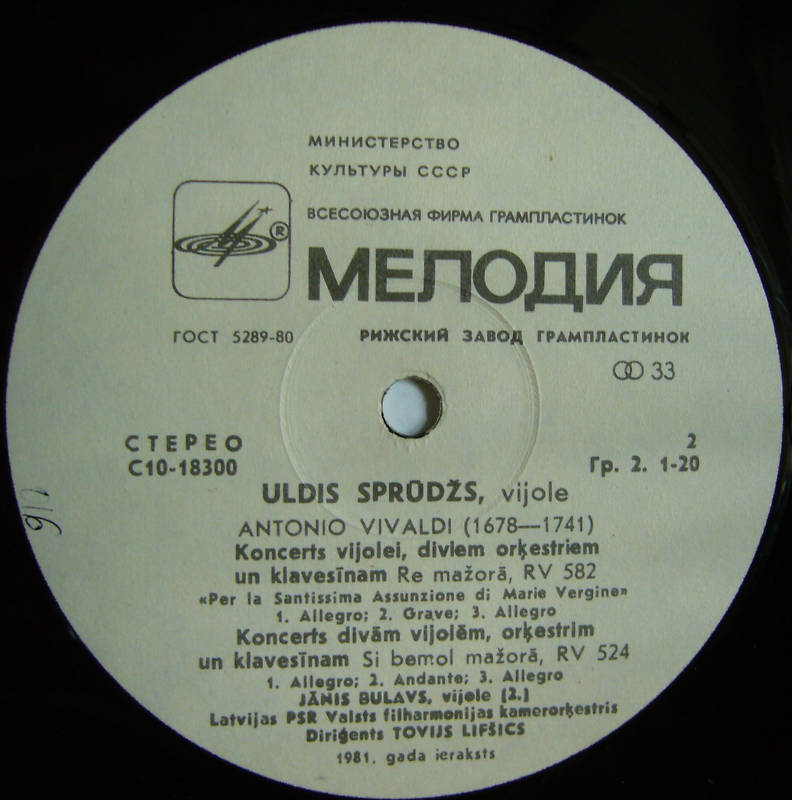 МИНИСТЕРСТВО
КУЛЬТУРЫ СССР
ВСЕСОЮЗНАЯ ФИРМА ГРАМПЛАСТИНОК
®
МЕЛОДИЯ
ГОСТ 5289-80 РИЖСКИЙ ЗАВОД ГРАМПЛАСТИНОК
33
СТЕРЕО 2
С10-18300 Гр. 2. 1-20
ULDIS SPRŪDŽS, vijole
ANTONIO VIVALDI (1678—1741)
Koncerts vijolei, diviem orķestriem
un klavesīnam Re mažorā, RV 582
«Per la Santissima Assunzione di Marie Vergine»
1. Allegro; 2. Grave; 3. Allegro
Koncerts divām vijolēm, orķestrim
un klavesīnam Si bemol mažorā, RV 524
1. Allegro; 2. Andante; 3. Allegro
JĀNIS BULAVS, vijole (2.)
Latvijas PSR Valsts filharmonijas kamerorķestris
Diriģents TOVIJS LIFŠICS
1981. gada ieraksts